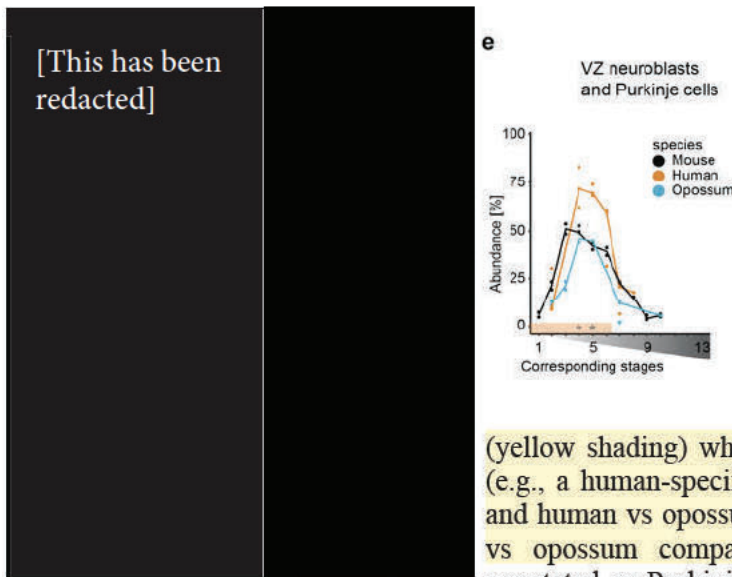 [This has been
redacted]
e
VZ neuroblasts
and Purkinje cells
100
75
50
25
0
Abundance [%]
species
Mouse
Human
Opossum
1 5 9 13
Corresponding stages
(yellow shading) wh
(e.g., a human-speci
and human vs opossu
vs opossum compa